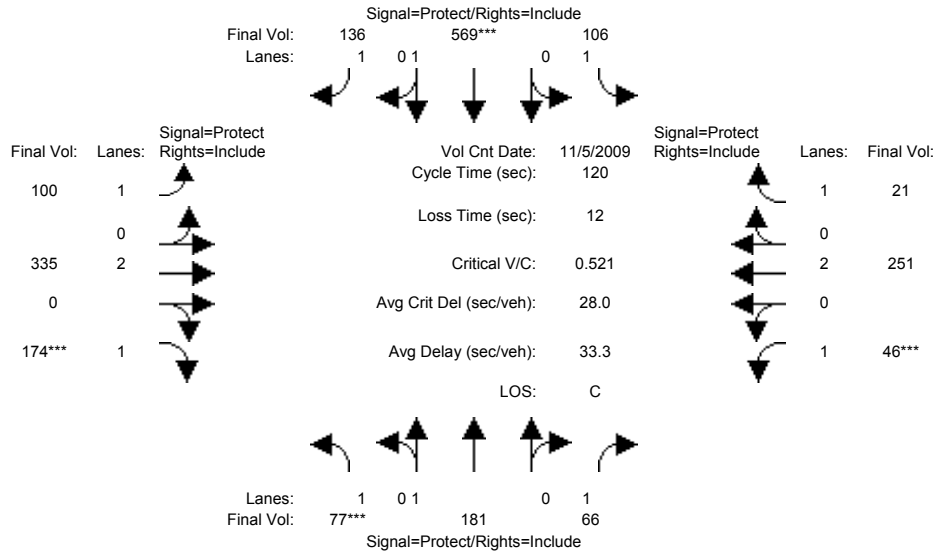 Signal=Protect/Rights=Include
Final Vol: 136 569*** 106
Lanes: 1 0 1 0 1
Signal=Protect
Final Vol: Lanes: Rights=Include
Vol Cnt Date: 11/5/2009
Signal=Protect
Rights=Include Lanes: Final Vol:
Cycle Time (sec): 120
100 1
1 21
Loss Time (sec): 12
0
0
335 2
Critical V/C: 0.521
2 251
0
Avg Crit Del (sec/veh): 28.0
0
174*** 1
Avg Delay (sec/veh): 33.3
1 46***
LOS: C
Lanes: 1 0 1 0 1
Final Vol: 77*** 181 66
Signal=Protect/Rights=Include